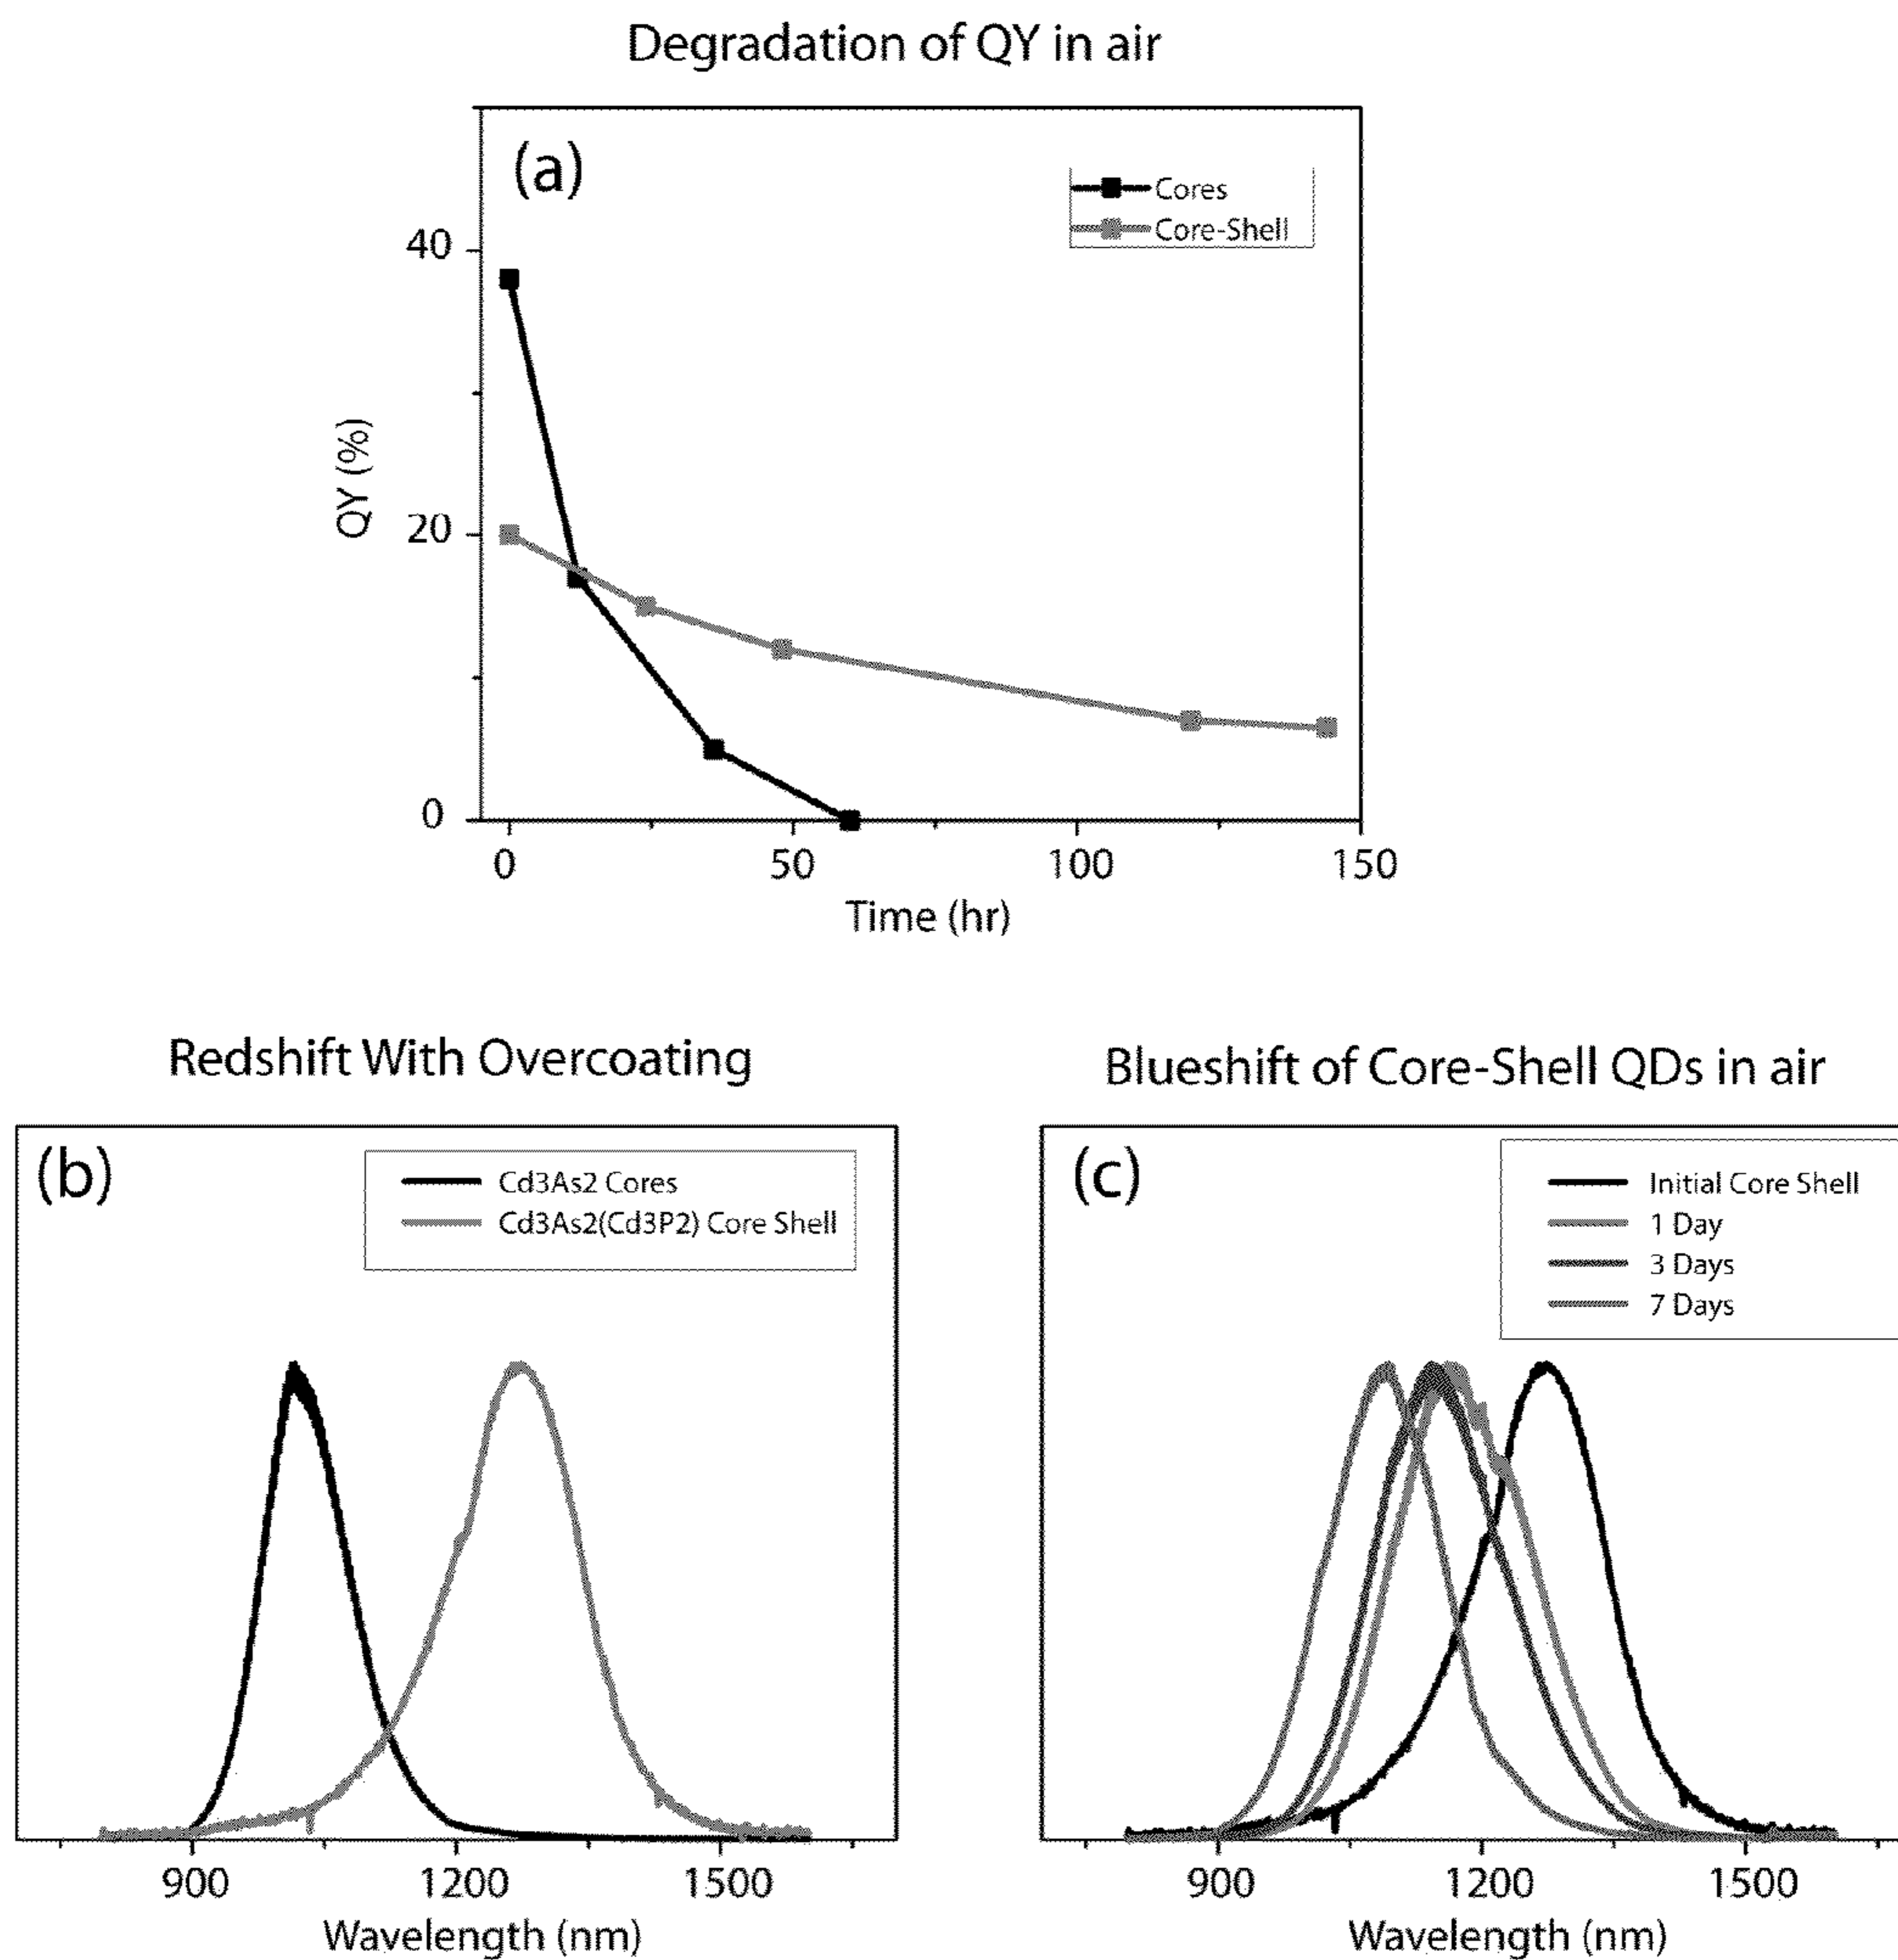 Degradation of QY in air
(a)
Cores
Core-Shell
40
20
0
QY (%)
0 50 100 150
Time (hr)
Redshift With Overcoating
(b)
Cd3As2 Cores
Cd3As2(Cd3P2) Core Shell
900 1200 1500
Wavelength (nm)
Blueshift of Core-Shell QDs in air
(c)
Initial Core Shell
1 Day
3 Days
7 Days
900 1200 1500
Wavelength (nm)